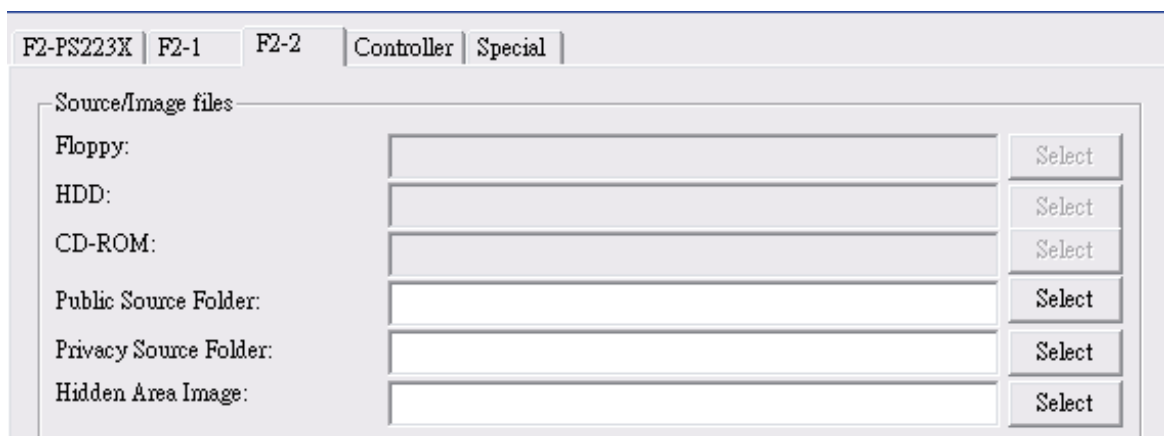 F2-PS223X F2-1 F2-2 Controller Special
Source/Image files
Floppy: Select
HDD: Select
CD-ROM: Select
Public Source Folder: Select
Privacy Source Folder: Select
Hidden Area Image: Select